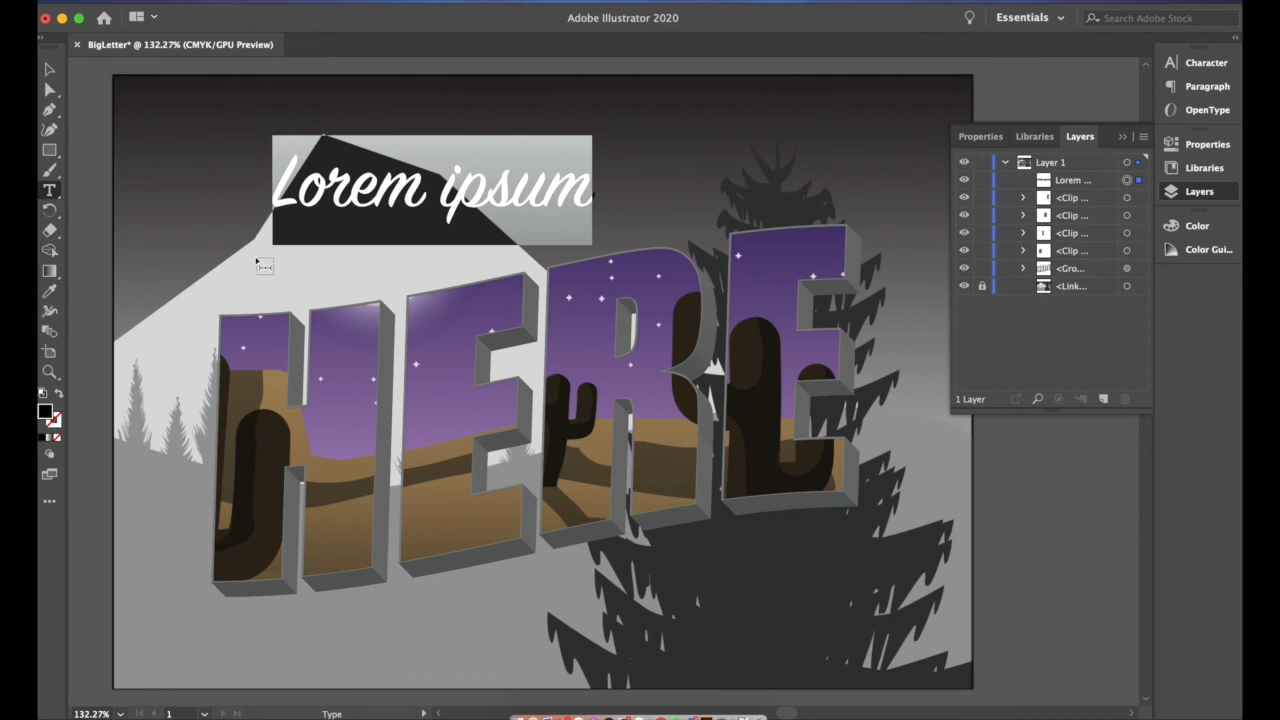 Adobe Illustrator 2020
Essentials
Search Adobe Stock
× BigLetter* @ 132.27% (CMYK/GPU Preview)
Character
Paragraph
OpenType
Properties
Libraries
Layers
Color
Color Gui...
Properties Libraries Layers
Layer 1
Lorem ...
<Clip ...
<Clip ...
<Clip ...
<Clip ...
<Gro...
<Link...
1 Layer
Lorem ipsum
HERE
132.27%
1
Type